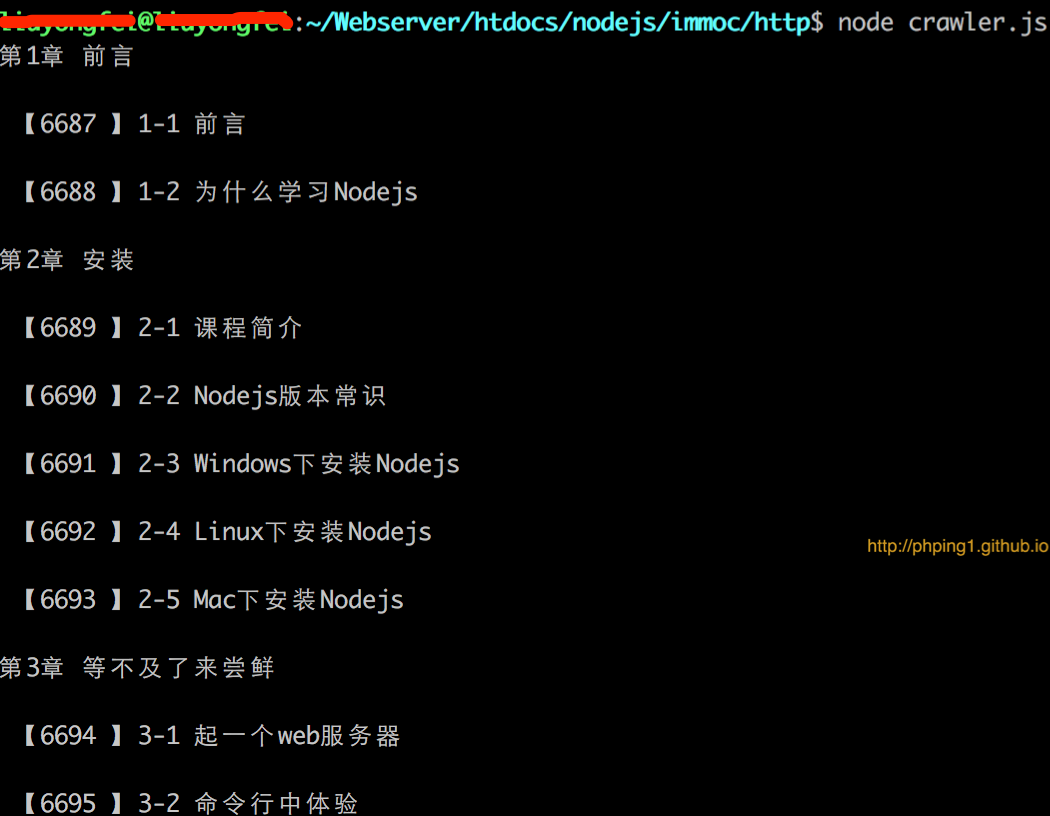 :~/Webserver/htdocs/nodejs/immoc/http$ node crawler.js
第1章 前言
【6687 】1-1 前言
【6688 】1-2 为什么学习Nodejs
第2章 安装
【6689 】2-1 课程简介
【6690 】2-2 Nodejs版本常识
【6691 】2-3 Windows下安装Nodejs
【6692 】2-4 Linux下安装Nodejs
http://phping1.github.io
【6693 】2-5 Mac下安装Nodejs
第3章 等不及了来尝鲜
【6694 】3-1 起一个web服务器
【6695 】3-2 命令行中体验